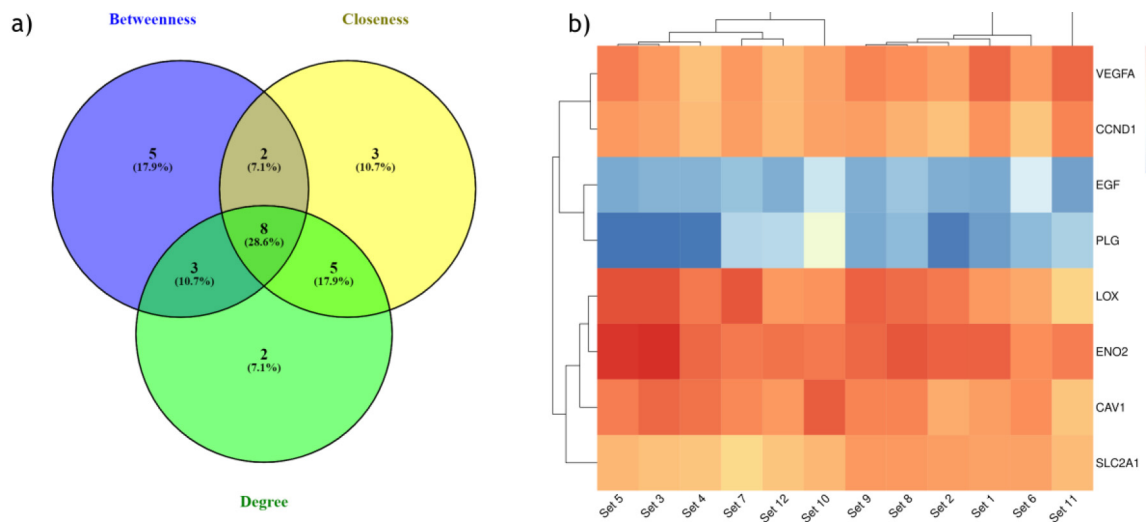 a)
Betweenness
Closeness
5
(17.9%)
2
(7.1%)
3
(10.7%)
8
(28.6%)
3
(10.7%)
5
(17.9%)
2
(7.1%)
Degree
b)
VEGFA
CCND1
EGF
PLG
LOX
ENO2
CAV1
SLC2A1
Set 5
Set 3
Set 4
Set 7
Set 12
Set 10
Set 9
Set 8
Set 2
Set 1
Set 6
Set 11